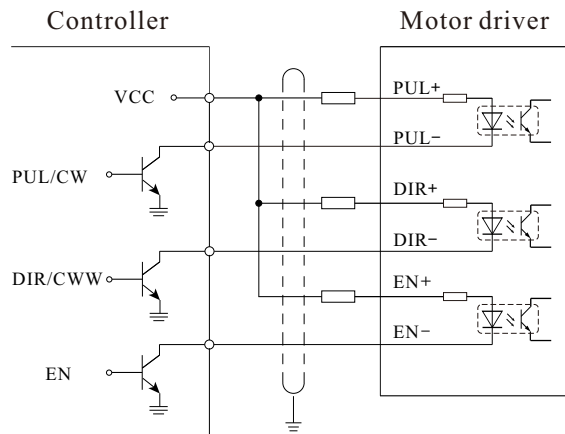 Controller
Motor driver
VCC
PUL+
PUL−
PUL/CW
DIR+
DIR−
DIR/CWW
EN+
EN−
EN